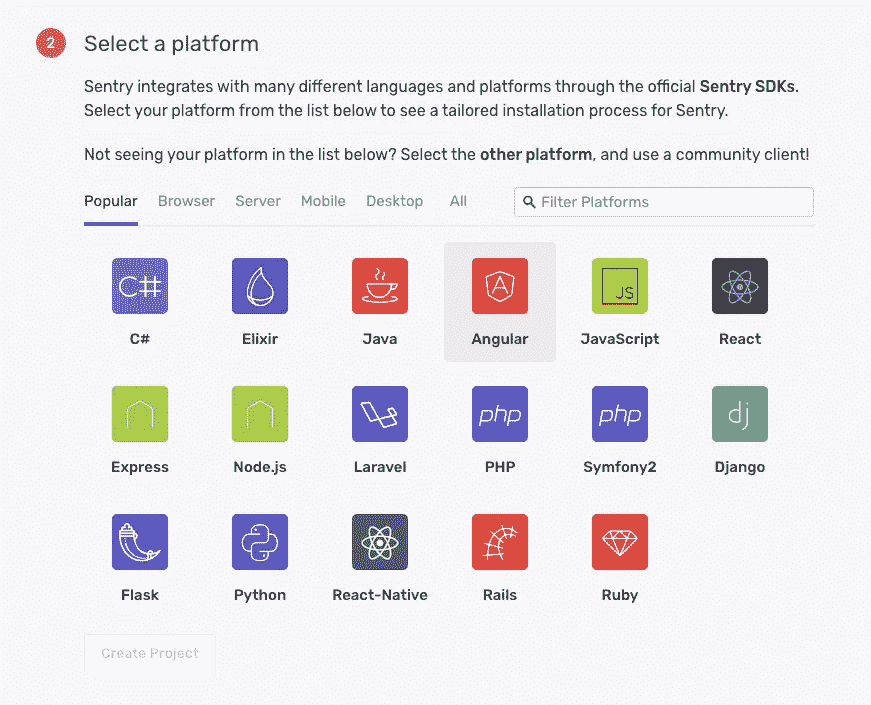 2 Select a platform
Sentry integrates with many different languages and platforms through the official Sentry SDKs.
Select your platform from the list below to see a tailored installation process for Sentry.
Not seeing your platform in the list below? Select the other platform, and use a community client!
Popular Browser Server Mobile Desktop All Filter Platforms
C# JS
C# Elixir Java Angular JavaScript React
php php dj
Express Node.js Laravel PHP Symfony2 Django
Flask Python React-Native Rails Ruby
Create Project